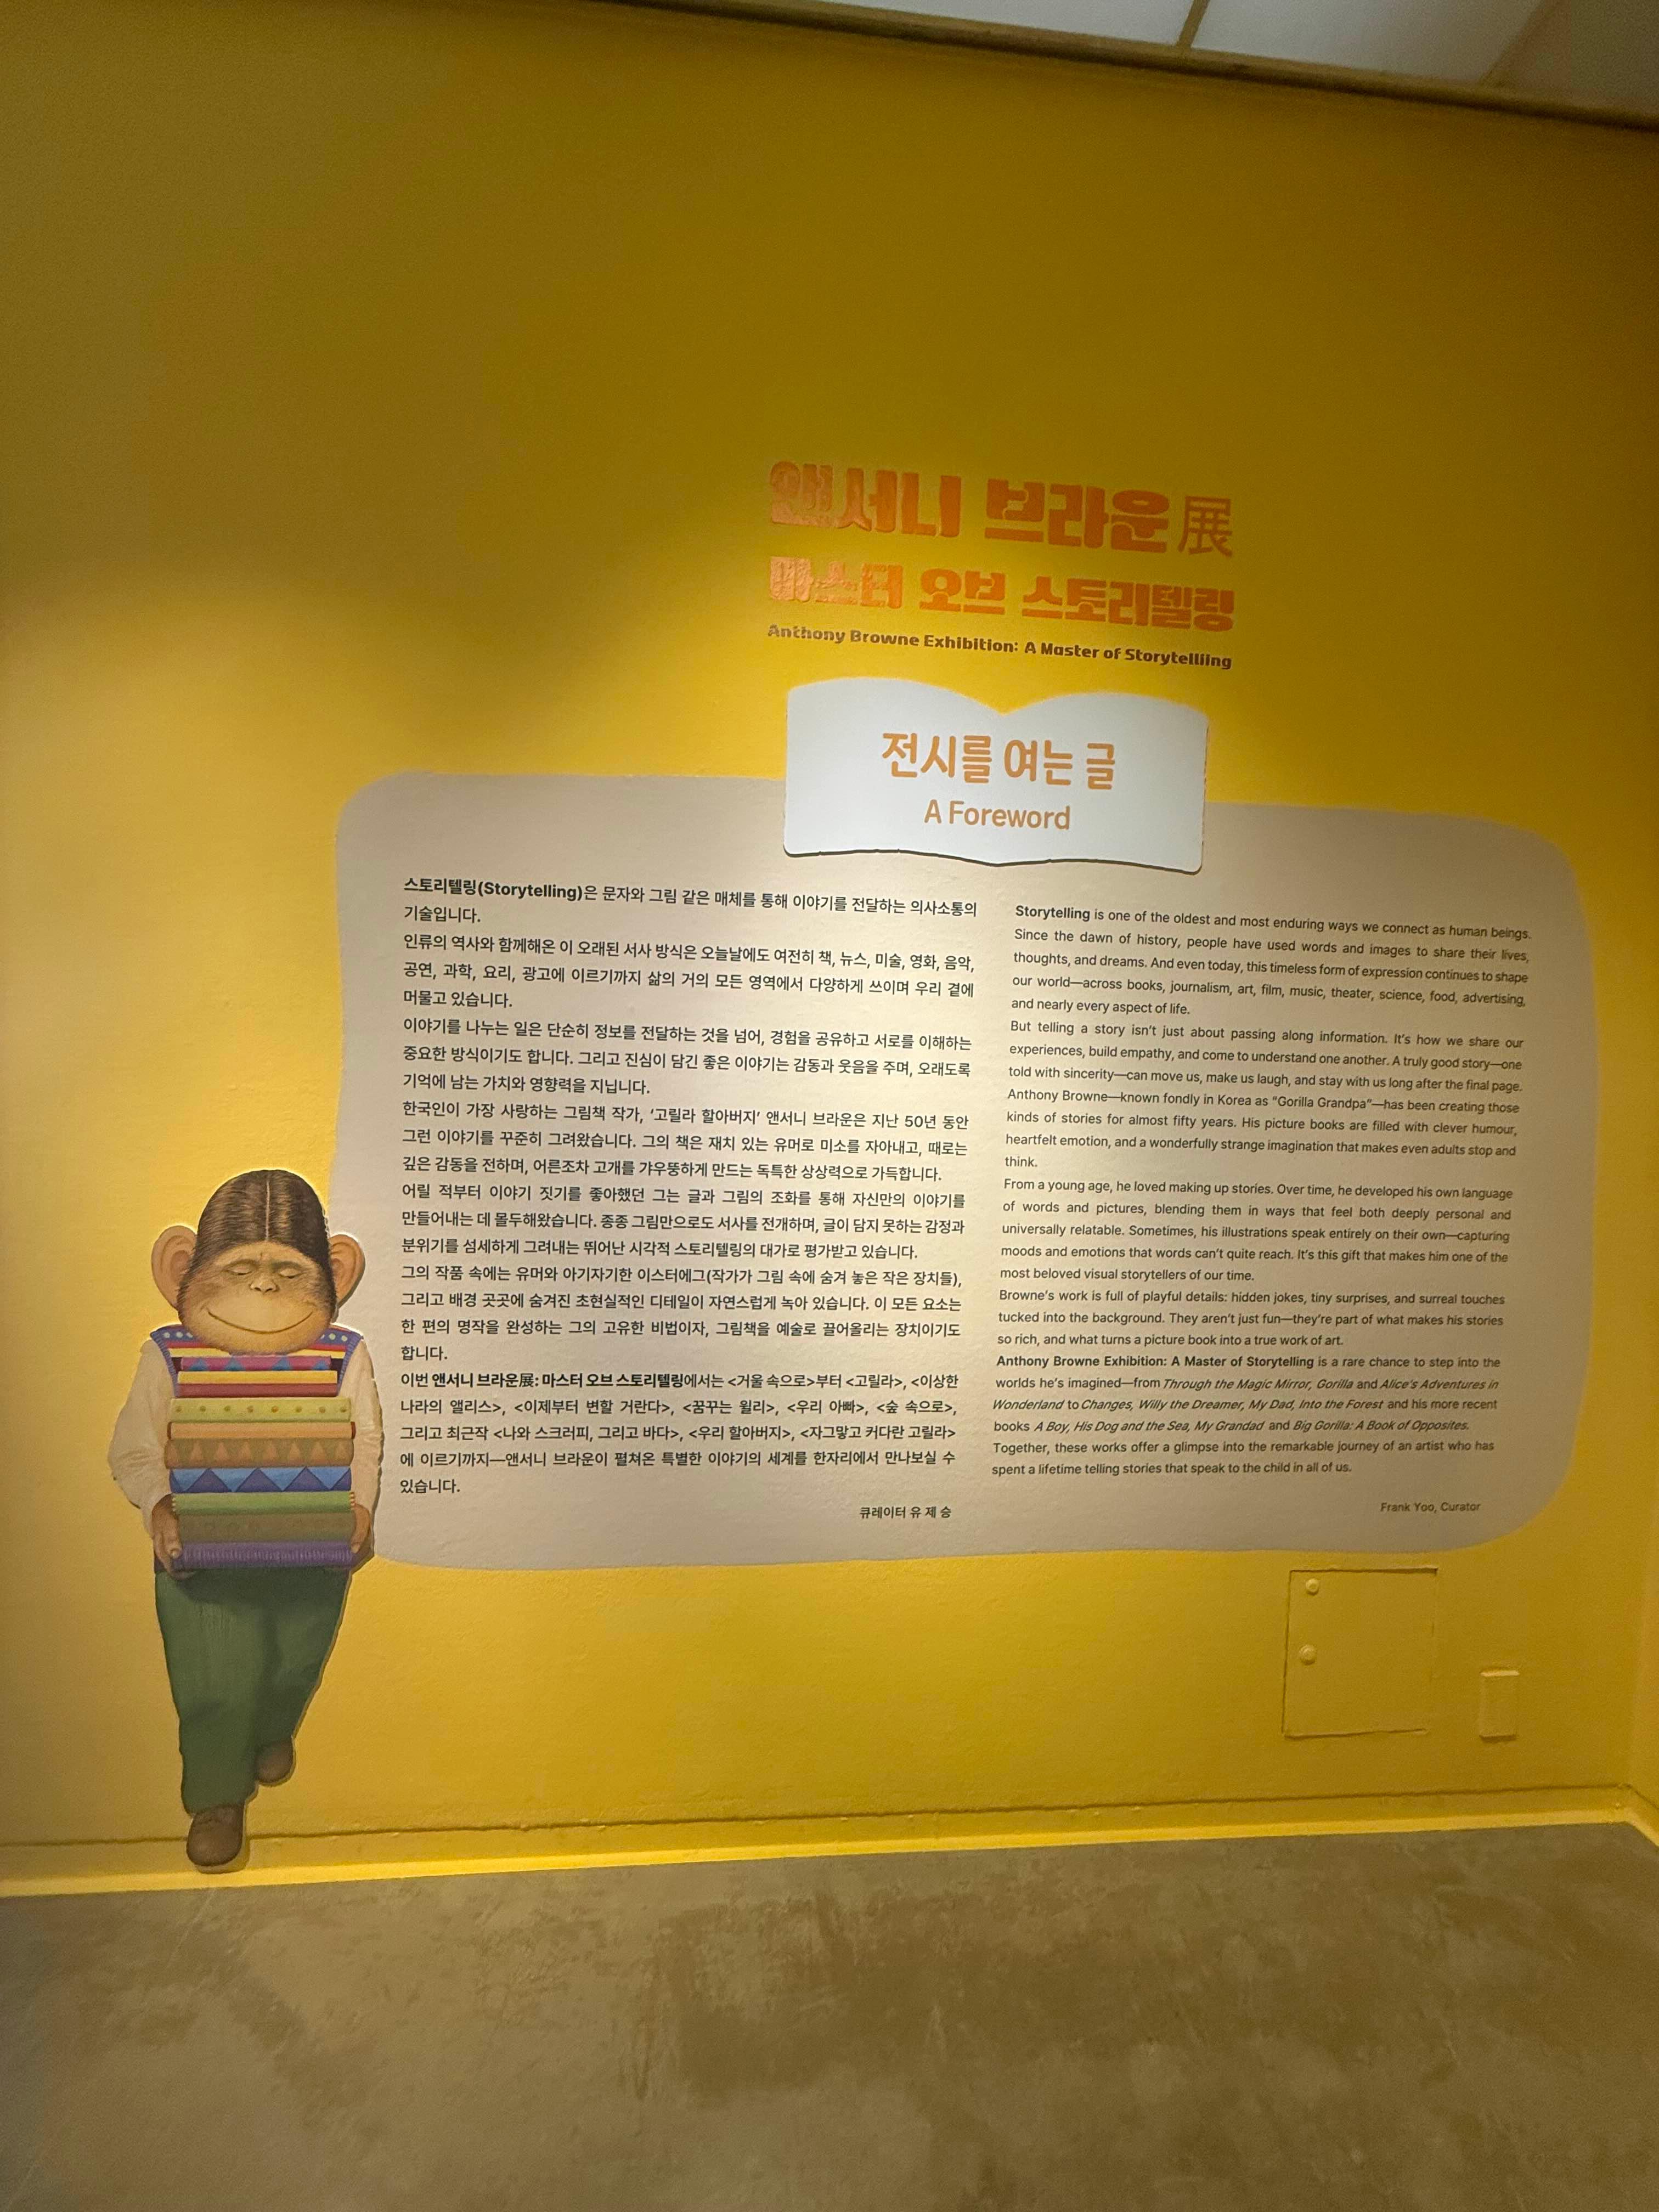 앤서니 브라운展
마스터 오브 스토리텔링
Anthony Browne Exhibition: A Master of Storytelliing
전시를 여는 글
A Foreword
스토리텔링(Storytelling)은 문자와 그림 같은 매체를 통해 이야기를 전달하는 의사소통의
기술입니다.
인류의 역사와 함께해온 이 오래된 서사 방식은 오늘날에도 여전히 책, 뉴스, 미술, 영화, 음악,
공연, 과학, 요리, 광고에 이르기까지 삶의 거의 모든 영역에서 다양하게 쓰이며 우리 곁에
머물고 있습니다.
이야기를 나누는 일은 단순히 정보를 전달하는 것을 넘어, 경험을 공유하고 서로를 이해하는
중요한 방식이기도 합니다. 그리고 진심이 담긴 좋은 이야기는 감동과 웃음을 주며, 오래도록
기억에 남는 가치와 영향력을 지닙니다.
한국인이 가장 사랑하는 그림책 작가, ‘고릴라 할아버지’ 앤서니 브라운은 지난 50년 동안
그런 이야기를 꾸준히 그려왔습니다. 그의 책은 재치 있는 유머로 미소를 자아내고, 때로는
깊은 감동을 전하며, 어른조차 고개를 갸우뚱하게 만드는 독특한 상상력으로 가득합니다.
어릴 적부터 이야기 짓기를 좋아했던 그는 글과 그림의 조화를 통해 자신만의 이야기를
만들어내는 데 몰두해왔습니다. 종종 그림만으로도 서사를 전개하며, 글이 담지 못하는 감정과
분위기를 섬세하게 그려내는 뛰어난 시각적 스토리텔링의 대가로 평가받고 있습니다.
그의 작품 속에는 유머와 아기자기한 이스터에그(작가가 그림 속에 숨겨 놓은 작은 장치들),
그리고 배경 곳곳에 숨겨진 초현실적인 디테일이 자연스럽게 녹아 있습니다. 이 모든 요소는
한 편의 명작을 완성하는 그의 고유한 비법이자, 그림책을 예술로 끌어올리는 장치이기도
합니다.
이번 앤서니 브라운展: 마스터 오브 스토리텔링에서는 <거울 속으로>부터 <고릴라>, <이상한
나라의 앨리스>, <이제부터 변할 거란다>, <꿈꾸는 윌리>, <우리 아빠>, <숲 속으로>,
그리고 최근작 <나와 스크러피, 그리고 바다>, <우리 할아버지>, <자그맣고 커다란 고릴라>
에 이르기까지—앤서니 브라운이 펼쳐온 특별한 이야기의 세계를 한자리에서 만나보실 수
있습니다.
큐레이터 유 제 승
Storytelling is one of the oldest and most enduring ways we connect as human beings.
Since the dawn of history, people have used words and images to share their lives,
thoughts, and dreams. And even today, this timeless form of expression continues to shape
our world—across books, journalism, art, film, music, theater, science, food, advertising,
and nearly every aspect of life.
But telling a story isn’t just about passing along information. It’s how we share our
experiences, build empathy, and come to understand one another. A truly good story—one
told with sincerity—can move us, make us laugh, and stay with us long after the final page.
Anthony Browne—known fondly in Korea as “Gorilla Grandpa”—has been creating those
kinds of stories for almost fifty years. His picture books are filled with clever humour,
heartfelt emotion, and a wonderfully strange imagination that makes even adults stop and
think.
From a young age, he loved making up stories. Over time, he developed his own language
of words and pictures, blending them in ways that feel both deeply personal and
universally relatable. Sometimes, his illustrations speak entirely on their own—capturing
moods and emotions that words can’t quite reach. It’s this gift that makes him one of the
most beloved visual storytellers of our time.
Browne’s work is full of playful details: hidden jokes, tiny surprises, and surreal touches
tucked into the background. They aren’t just fun—they’re part of what makes his stories
so rich, and what turns a picture book into a true work of art.
Anthony Browne Exhibition: A Master of Storytelling is a rare chance to step into the
worlds he’s imagined—from Through the Magic Mirror, Gorilla and Alice’s Adventures in
Wonderland to Changes, Willy the Dreamer, My Dad, Into the Forest and his more recent
books A Boy, His Dog and the Sea, My Grandad and Big Gorilla: A Book of Opposites.
Together, these works offer a glimpse into the remarkable journey of an artist who has
spent a lifetime telling stories that speak to the child in all of us.
Frank Yoo, Curator